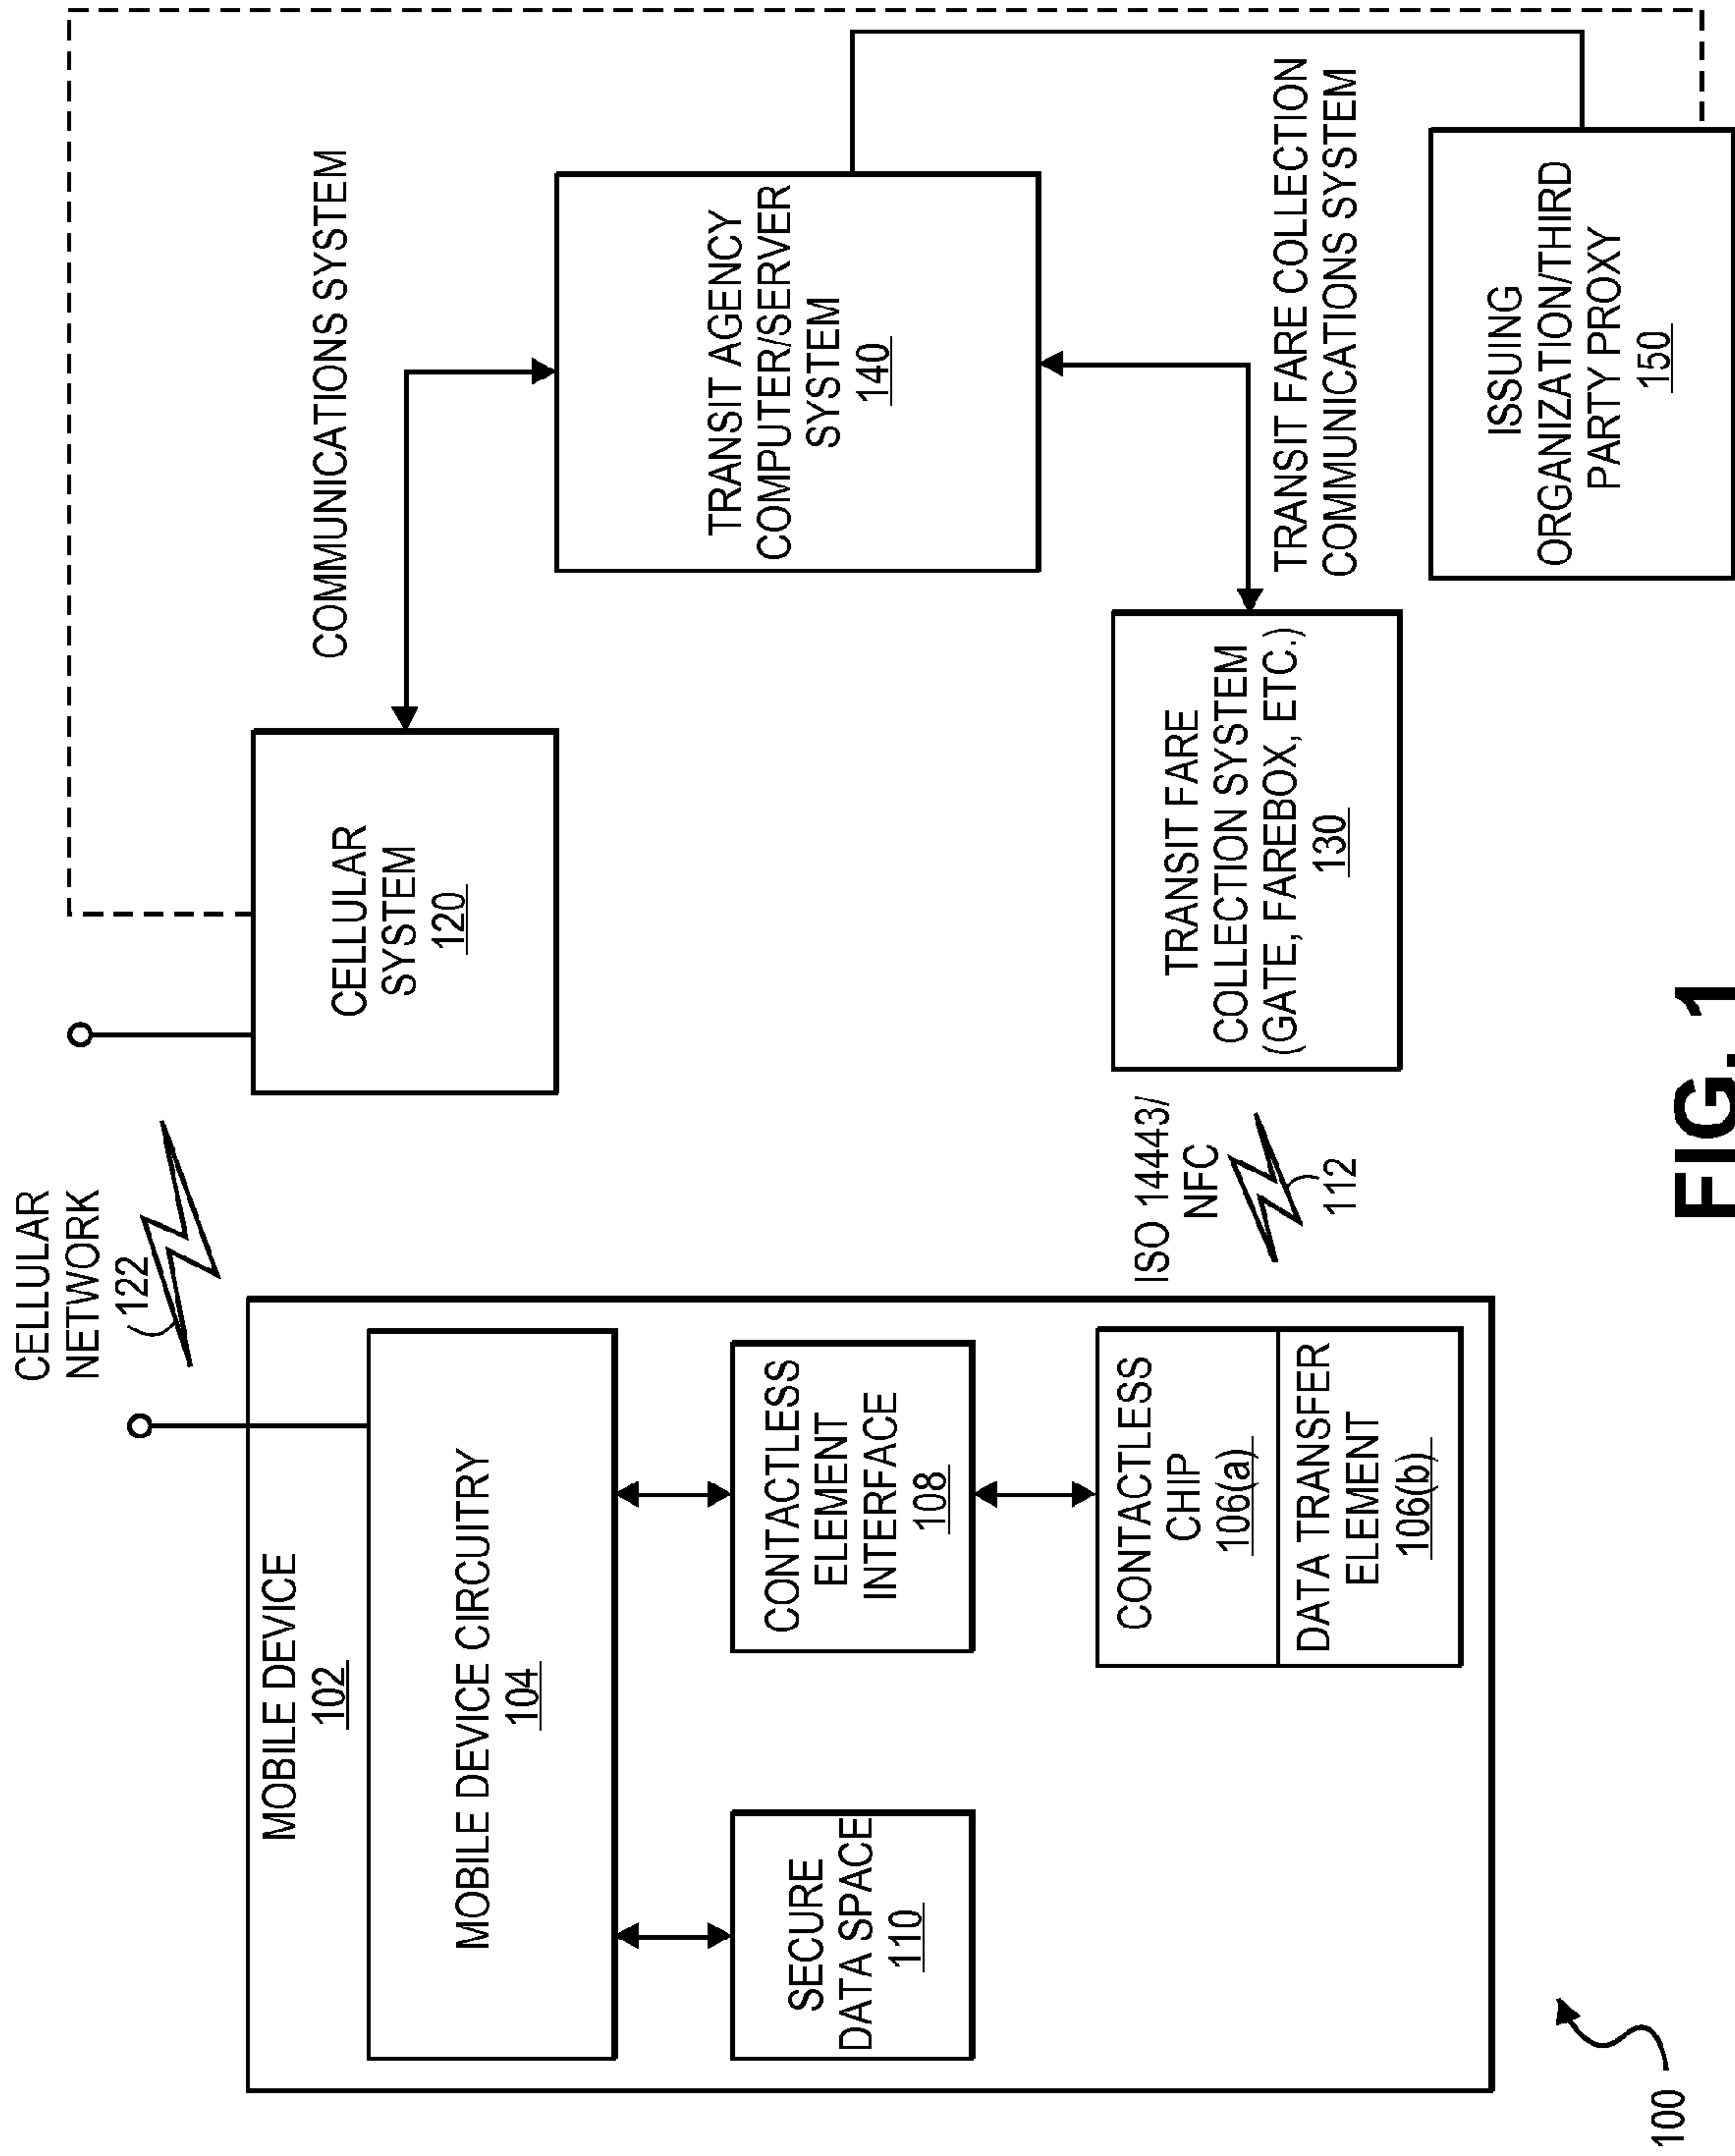 CELLULAR
NETWORK
122
COMMUNICATIONS SYSTEM
MOBILE DEVICE
102
MOBILE DEVICE CIRCUITRY
104
SECURE
DATA SPACE
110
CONTACTLESS
ELEMENT
INTERFACE
108
CONTACTLESS
CHIP
106(a)
DATA TRANSFER
ELEMENT
106(b)
CELLULAR
SYSTEM
120
TRANSIT AGENCY
COMPUTER/SERVER
SYSTEM
140
ISO 14443/
NFC
112
TRANSIT FARE
COLLECTION SYSTEM
(GATE, FAREBOX, ETC.)
130
TRANSIT FARE COLLECTION
COMMUNICATIONS SYSTEM
ISSUING
ORGANIZATION/THIRD
PARTY PROXY
150
100
FIG. 1